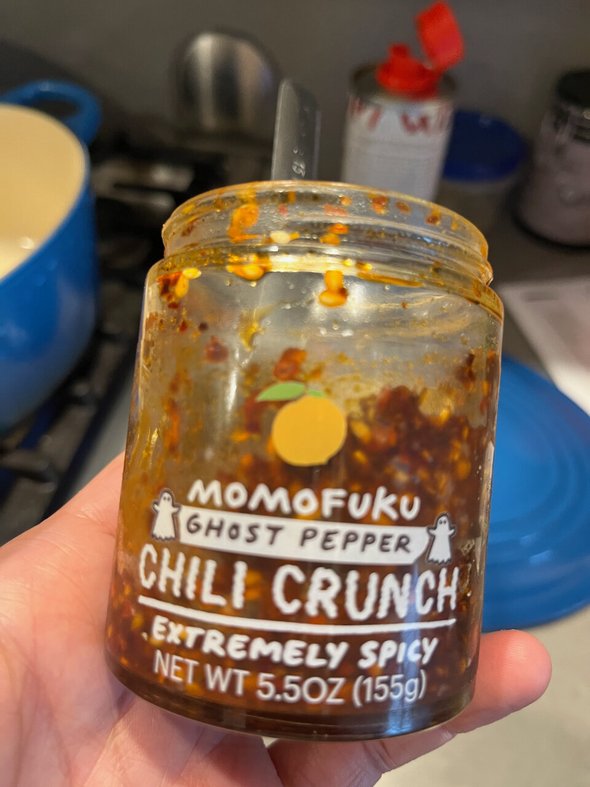 MOMOFUKU
GHOST PEPPER
CHILI CRUNCH
EXTREMELY SPICY
NET WT 5.5OZ (155g)